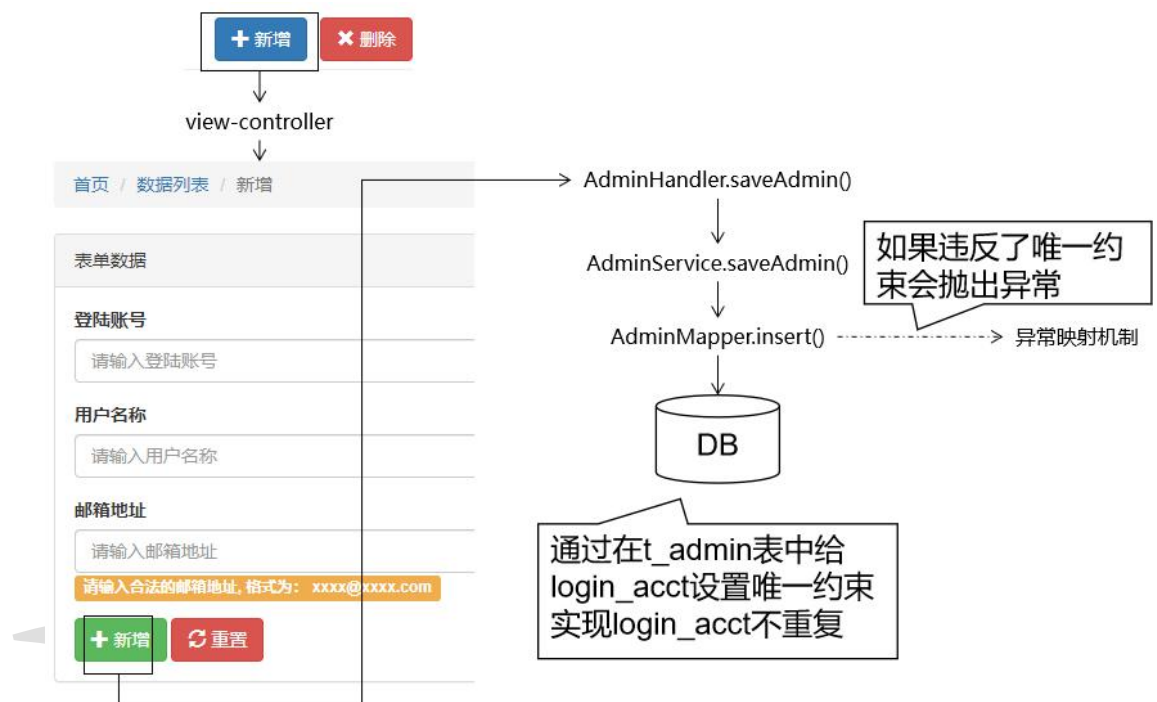 新增
删除
view-controller
首页 / 数据列表 / 新增
表单数据
登陆账号
请输入登陆账号
用户名称
请输入用户名称
邮箱地址
请输入邮箱地址
请输入合法的邮箱地址, 格式为： xxxx@xxxx.com
新增
重置
AdminHandler.saveAdmin()
AdminService.saveAdmin()
如果违反了唯一约
束会抛出异常
AdminMapper.insert()
异常映射机制
DB
通过在t_admin表中给
login_acct设置唯一约束
实现login_acct不重复